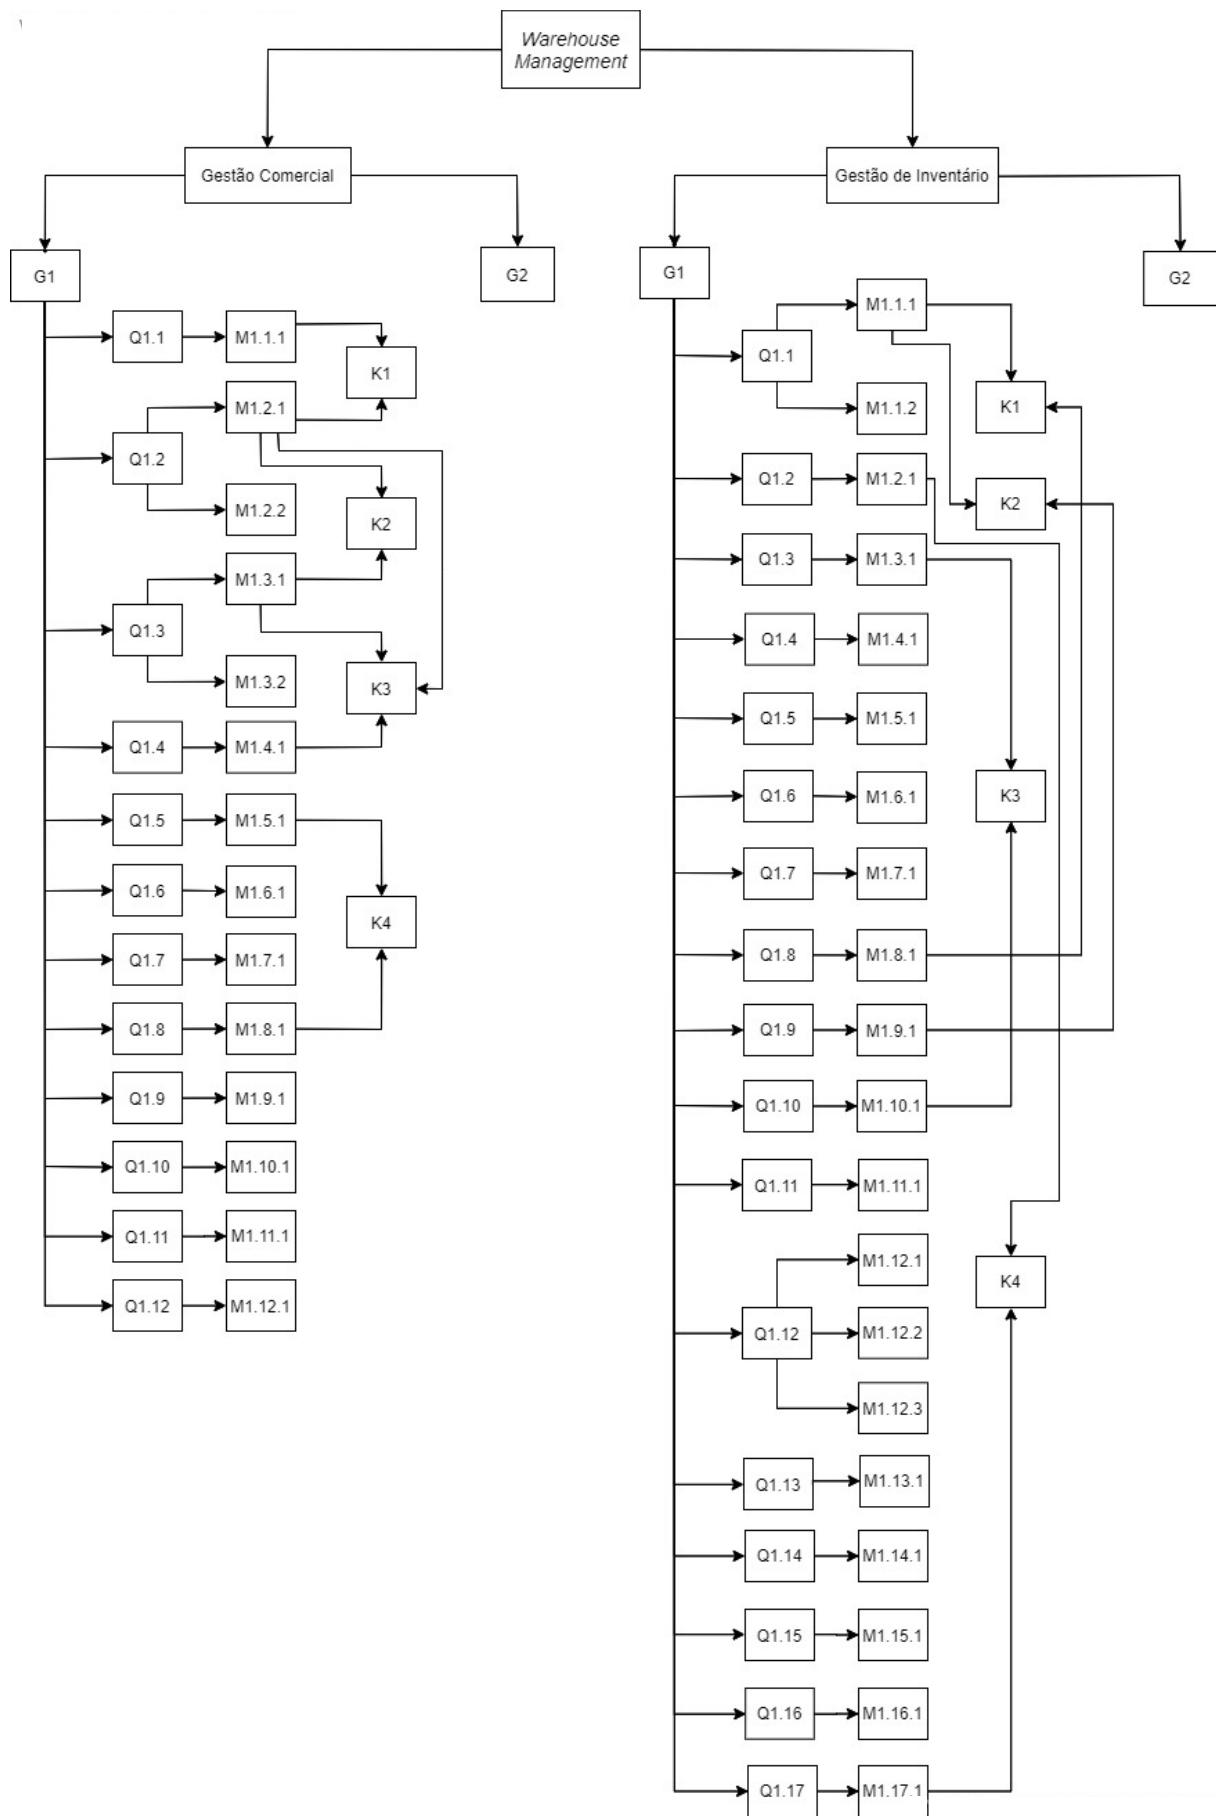 Warehouse
Management
Gestão Comercial
Gestão de Inventário
G1
G2
Q1.1
M1.1.1
K1
Q1.2
M1.2.1
M1.2.2
K2
Q1.3
M1.3.1
M1.3.2
K3
Q1.4
M1.4.1
Q1.5
M1.5.1
Q1.6
M1.6.1
K4
Q1.7
M1.7.1
Q1.8
M1.8.1
Q1.9
M1.9.1
Q1.10
M1.10.1
Q1.11
M1.11.1
Q1.12
M1.12.1
G1
G2
Q1.1
M1.1.1
M1.1.2
K1
Q1.2
M1.2.1
K2
Q1.3
M1.3.1
Q1.4
M1.4.1
Q1.5
M1.5.1
Q1.6
M1.6.1
K3
Q1.7
M1.7.1
Q1.8
M1.8.1
Q1.9
M1.9.1
Q1.10
M1.10.1
Q1.11
M1.11.1
Q1.12
M1.12.1
M1.12.2
M1.12.3
K4
Q1.13
M1.13.1
Q1.14
M1.14.1
Q1.15
M1.15.1
Q1.16
M1.16.1
Q1.17
M1.17.1